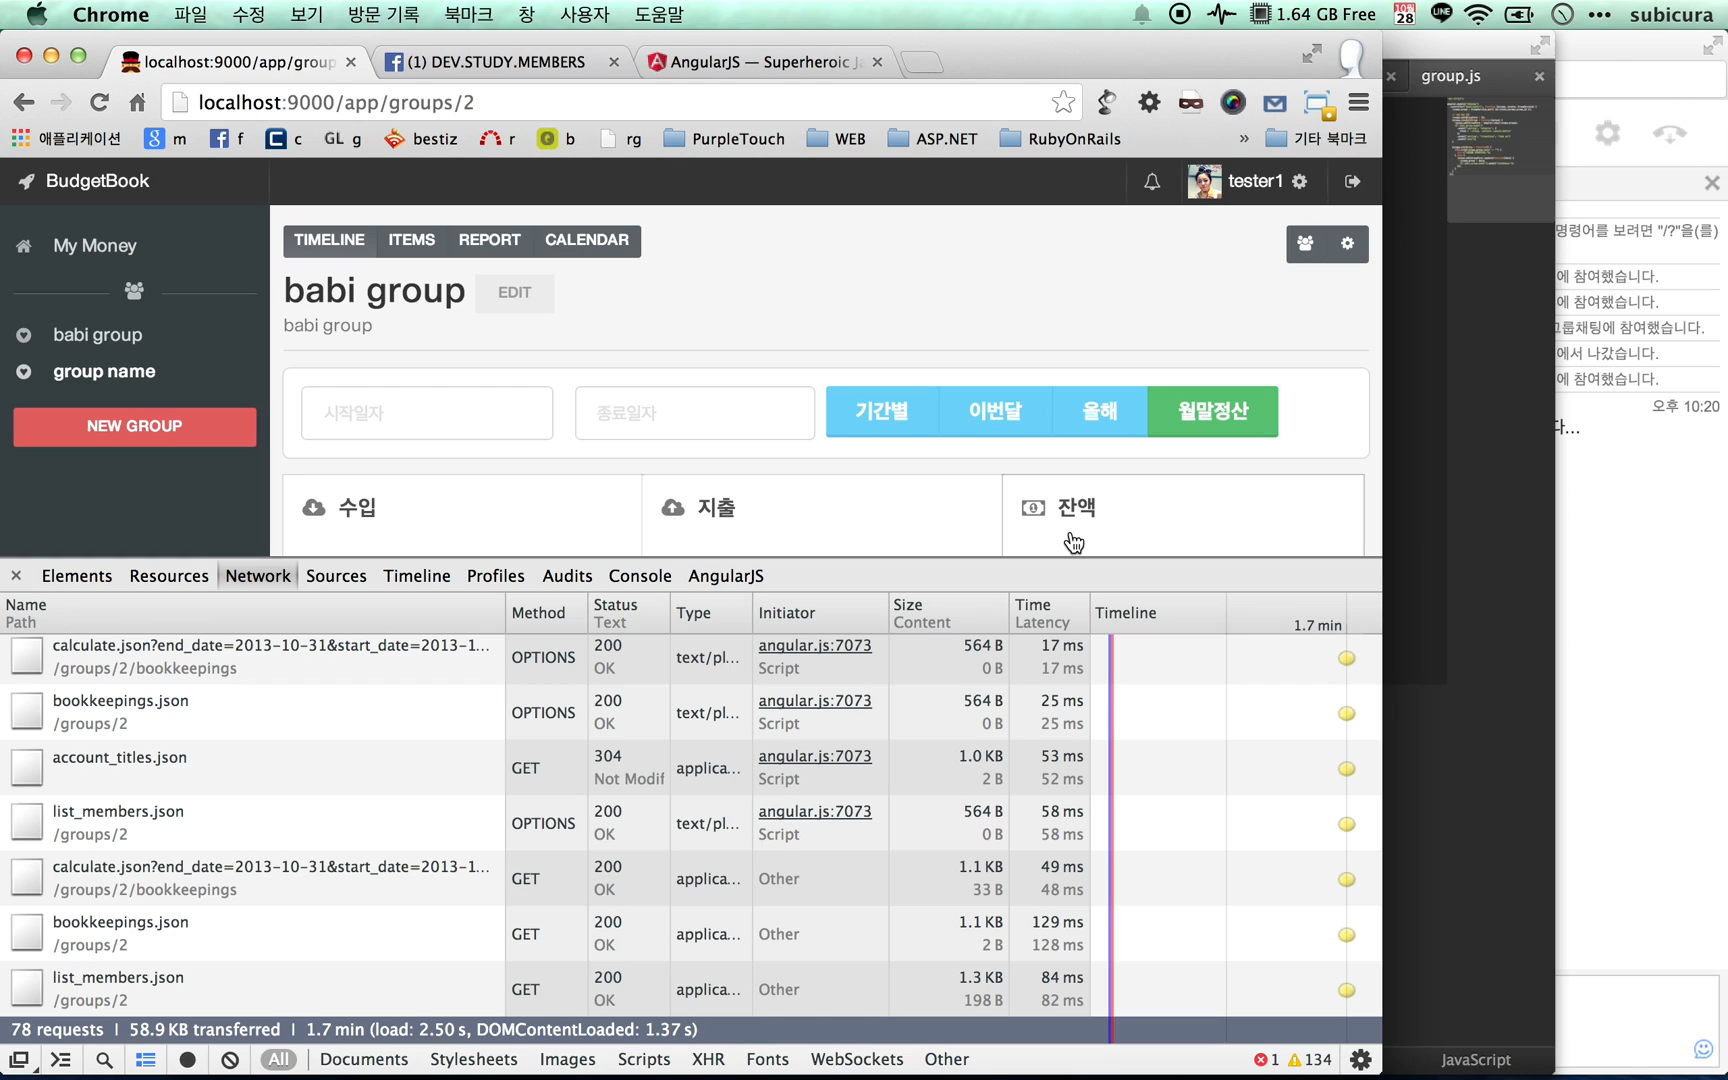 Chrome 파일 수정 보기 방문 기록 북마크 창 사용자 도움말 1.64 GB Free 10월 28 LINE subicura
localhost:9000/app/group (1) DEV.STUDY.MEMBERS AngularJS — Superheroic Ja
group.js
localhost:9000/app/groups/2
애플리케이션 m f c GL g bestiz r b rg PurpleTouch WEB ASP.NET RubyOnRails » 기타 북마크
BudgetBook tester1
My Money
TIMELINE ITEMS REPORT CALENDAR
babi group EDIT
babi group
babi group
group name
NEW GROUP
시작일자 종료일자 기간별 이번달 올해 월말정산
수입 지출 잔액
명령어를 보려면 "/?"을(를)
에 참여했습니다.
에 참여했습니다.
그룹채팅에 참여했습니다.
에서 나갔습니다.
에 참여했습니다.
오후 10:20
다...
Elements Resources Network Sources Timeline Profiles Audits Console AngularJS
Name Method Status Type Initiator Size Time Timeline
Path Text Content Latency 1.7 min
calculate.json?end_date=2013-10-31&start_date=2013-1... OPTIONS 200 text/pl... angular.js:7073 564 B 17 ms
/groups/2/bookkeepings OK Script 0 B 17 ms
bookkeepings.json OPTIONS 200 text/pl... angular.js:7073 564 B 25 ms
/groups/2 OK Script 0 B 25 ms
account_titles.json GET 304 applica... angular.js:7073 1.0 KB 53 ms
Not Modif Script 2 B 52 ms
list_members.json OPTIONS 200 text/pl... angular.js:7073 564 B 58 ms
/groups/2 OK Script 0 B 58 ms
calculate.json?end_date=2013-10-31&start_date=2013-1... GET 200 applica... Other 1.1 KB 49 ms
/groups/2/bookkeepings OK 33 B 48 ms
bookkeepings.json GET 200 applica... Other 1.1 KB 129 ms
/groups/2 OK 2 B 128 ms
list_members.json GET 200 applica... Other 1.3 KB 84 ms
/groups/2 OK 198 B 82 ms
78 requests | 58.9 KB transferred | 1.7 min (load: 2.50 s, DOMContentLoaded: 1.37 s)
All Documents Stylesheets Images Scripts XHR Fonts WebSockets Other 1 134
JavaScript